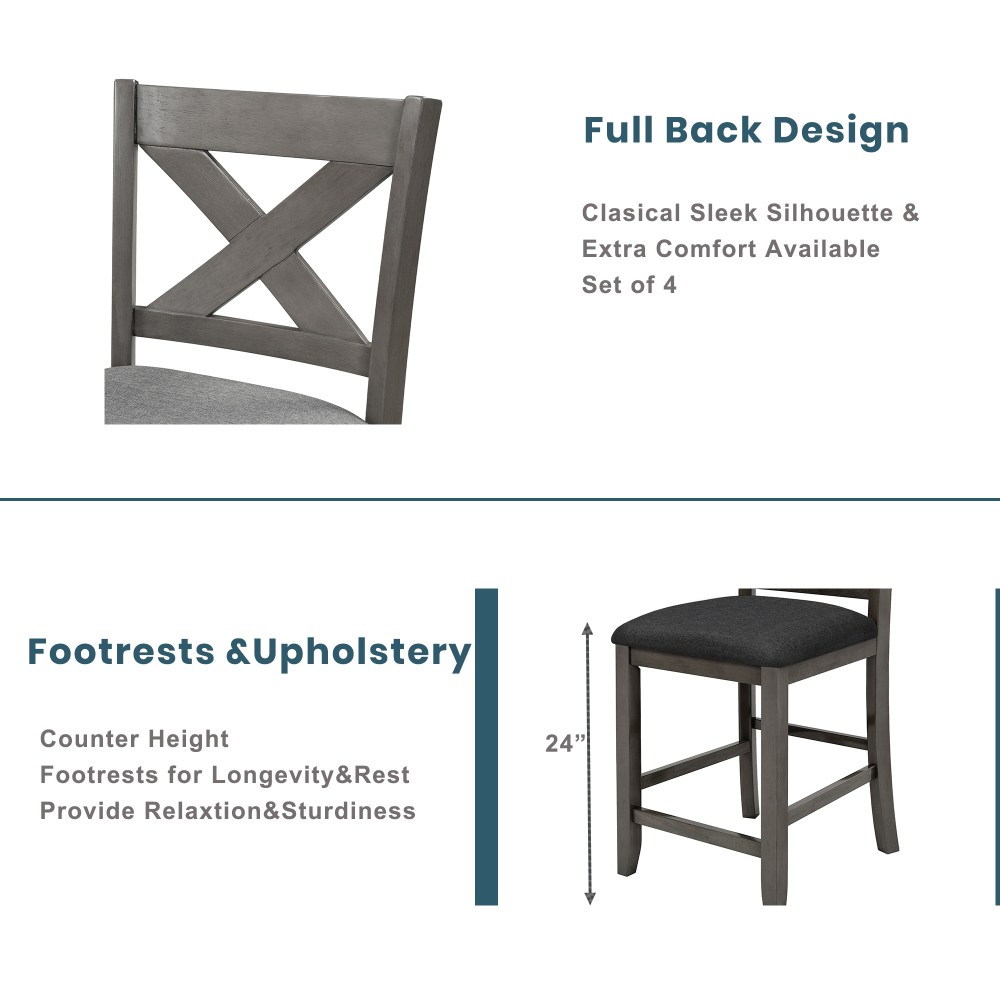 Full Back Design
Clasical Sleek Silhouette &
Extra Comfort Available
Set of 4
Footrests &Upholstery
Counter Height
Footrests for Longevity&Rest
Provide Relaxtion&Sturdiness
24”